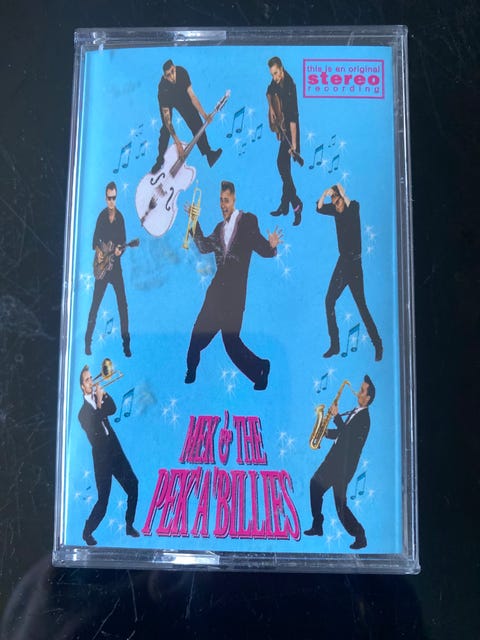 this is an original
stereo
recording
MEK & THE
PEK'A'BILLIES